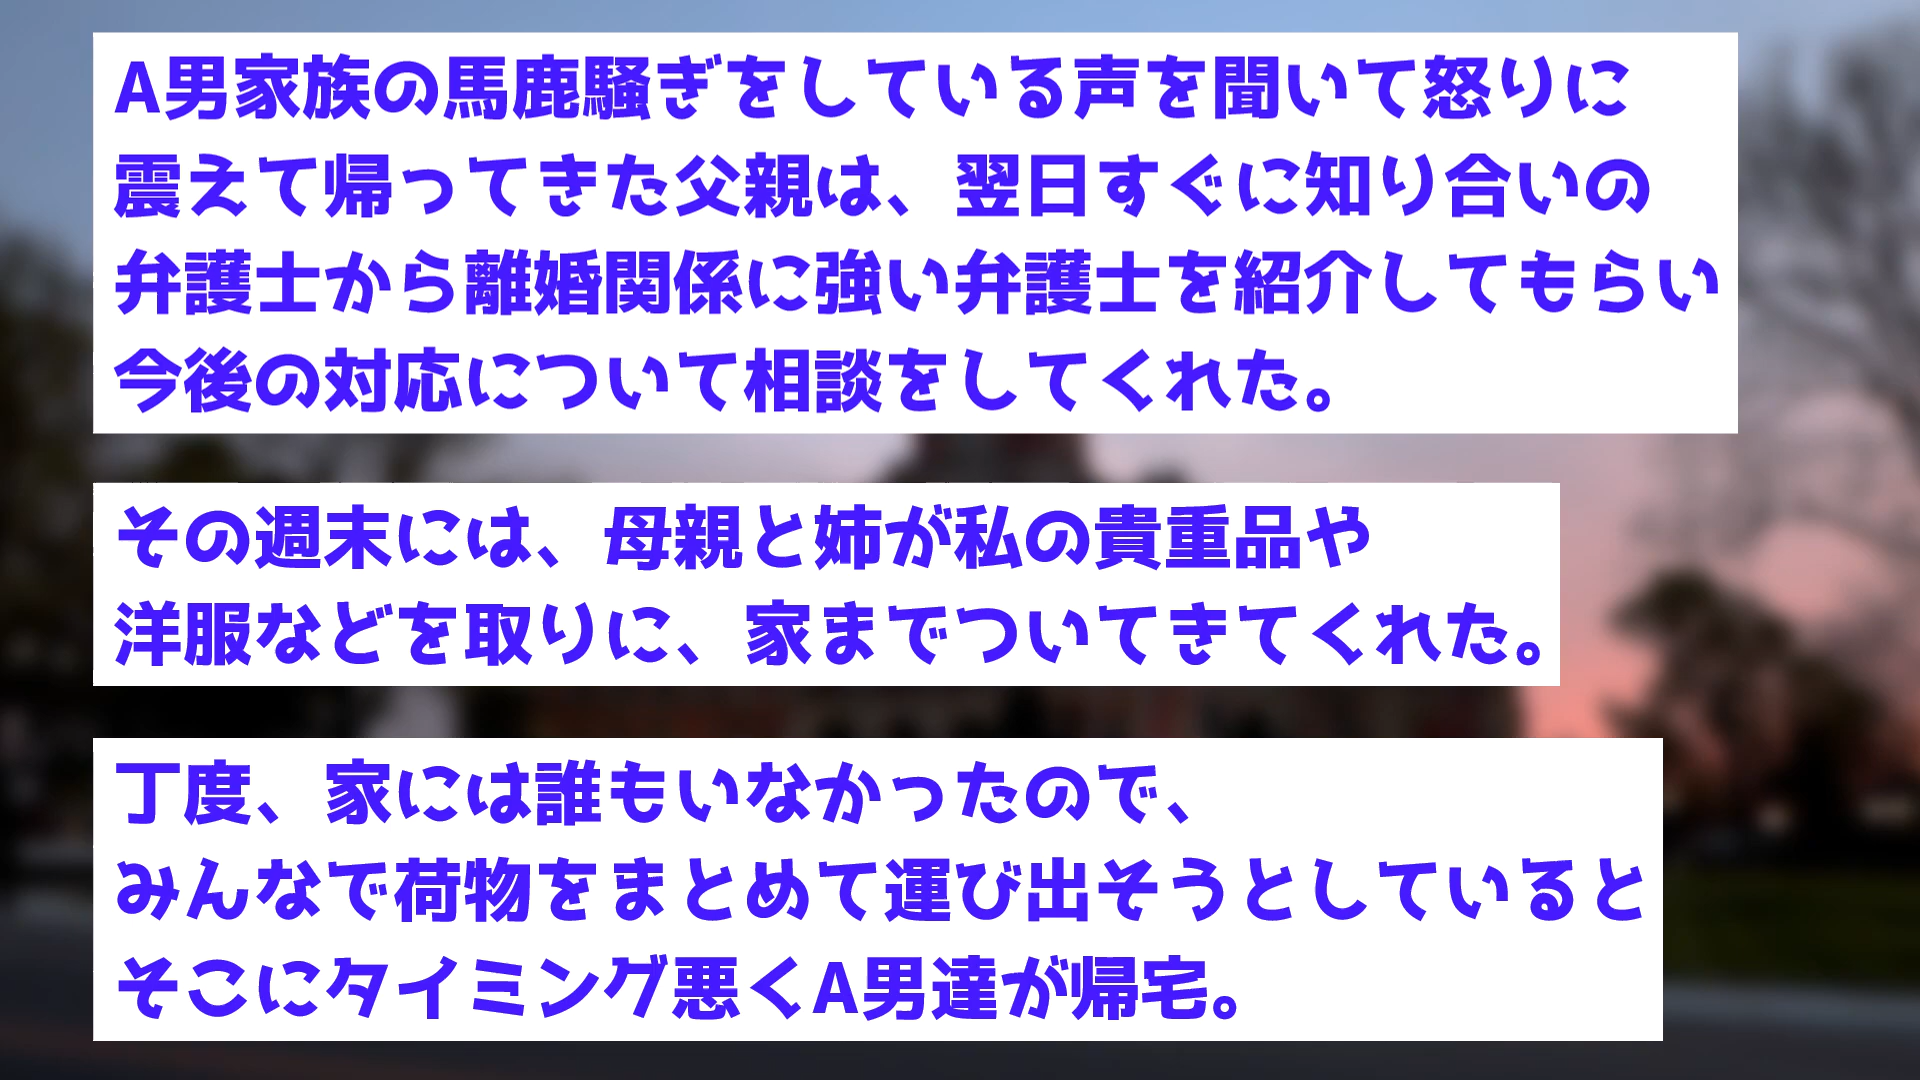 A男家族の馬鹿騒ぎをしている声を聞いて怒りに
震えて帰ってきた父親は、翌日すぐに知り合いの
弁護士から離婚関係に強い弁護士を紹介してもらい
今後の対応について相談をしてくれた。
その週末には、母親と姉が私の貴重品や
洋服などを取りに、家までついてきてくれた。
丁度、家には誰もいなかったので、
みんなで荷物をまとめて運び出そうとしていると
そこにタイミング悪くA男達が帰宅。